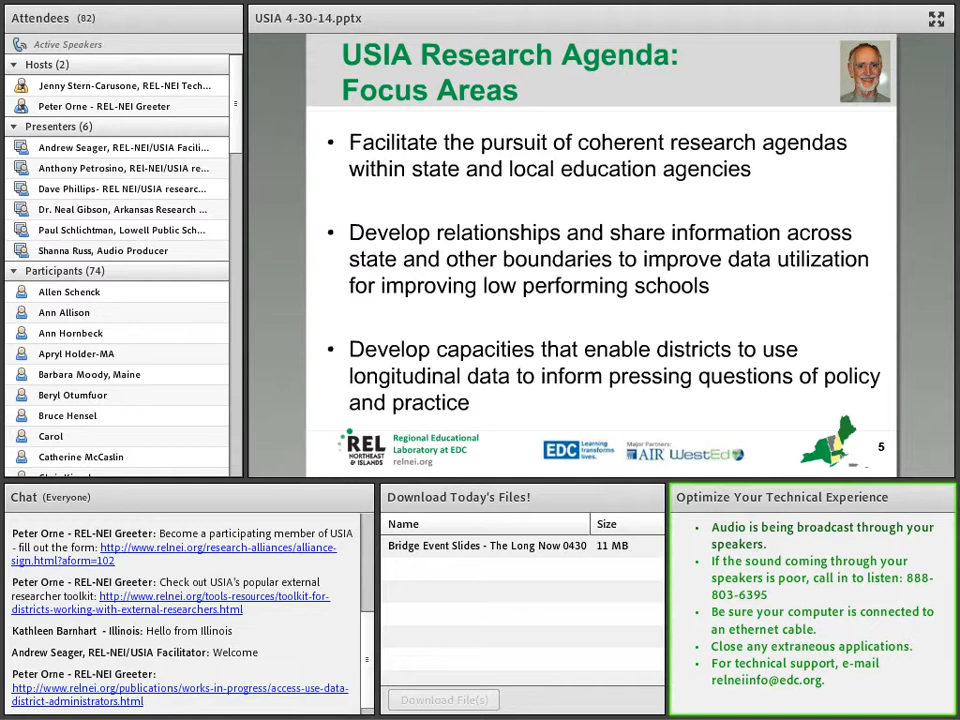 Attendees (82)
Active Speakers
Hosts (2)
Jenny Stern-Carusone, REL-NEI Tech...
Peter Orne - REL-NEI Greeter
Presenters (6)
Andrew Seager, REL-NEI/USIA Facili...
Anthony Petrosino, REl-NEI/USIA re...
Dave Phillips- REL NEI/USIA researc...
Dr. Neal Gibson, Arkansas Research ...
Paul Schlichtman, Lowell Public Sch...
Shanna Russ, Audio Producer
Participants (74)
Allen Schenck
Ann Allison
Ann Hornbeck
Apryl Holder-MA
Barbara Moody, Maine
Beryl Otumfuor
Bruce Hensel
Carol
Catherine McCaslin
USIA 4-30-14.pptx
USIA Research Agenda:
Focus Areas
• Facilitate the pursuit of coherent research agendas
within state and local education agencies
• Develop relationships and share information across
state and other boundaries to improve data utilization
for improving low performing schools
• Develop capacities that enable districts to use
longitudinal data to inform pressing questions of policy
and practice
REL
NORTHEAST
& ISLANDS
Regional Educational
Laboratory at EDC
relnei.org
EDC Learning
transforms
lives.
Major Partners:
AIR WestEd
5
Chat (Everyone)
Peter Orne - REL-NEI Greeter: Become a participating member of USIA
- fill out the form: http://www.relnei.org/research-alliances/alliance-
sign.html?aform=102
Peter Orne - REL-NEI Greeter: Check out USIA's popular external
researcher toolkit: http://www.relnei.org/tools-resources/toolkit-for-
districts-working-with-external-researchers.html
Kathleen Barnhart - Illinois: Hello from Illinois
Andrew Seager, REL-NEI/USIA Facilitator: Welcome
Peter Orne - REL-NEI Greeter:
http://www.relnei.org/publications/works-in-progress/access-use-data-
district-administrators.html
Download Today's Files!
Name Size
Bridge Event Slides - The Long Now 0430 11 MB
Download File(s)
Optimize Your Technical Experience
• Audio is being broadcast through your
speakers.
• If the sound coming through your
speakers is poor, call in to listen: 888-
803-6395
• Be sure your computer is connected to
an ethernet cable.
• Close any extraneous applications.
• For technical support, e-mail
relneiinfo@edc.org.